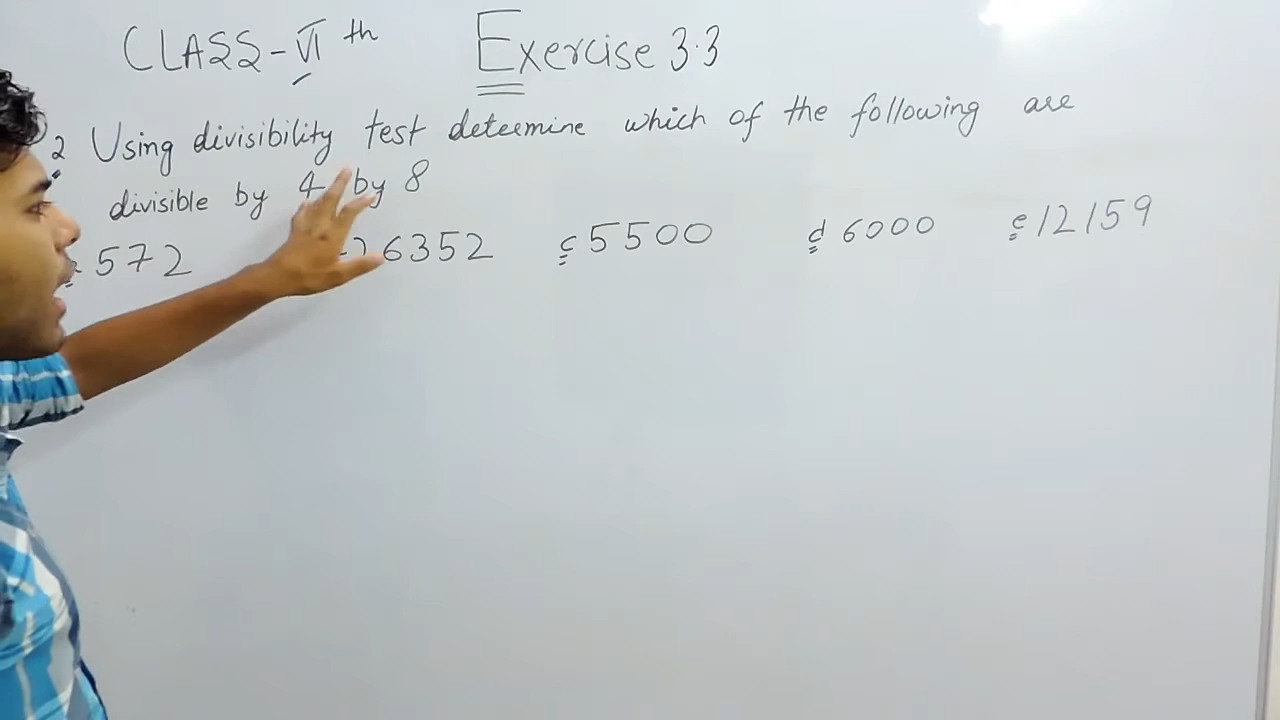 CLASS-VI th Exercise 3.3
2 Using divisibility test determine which of the following are
divisible by 4 by 8
572 26352 c 5500 d 6000 e 12159